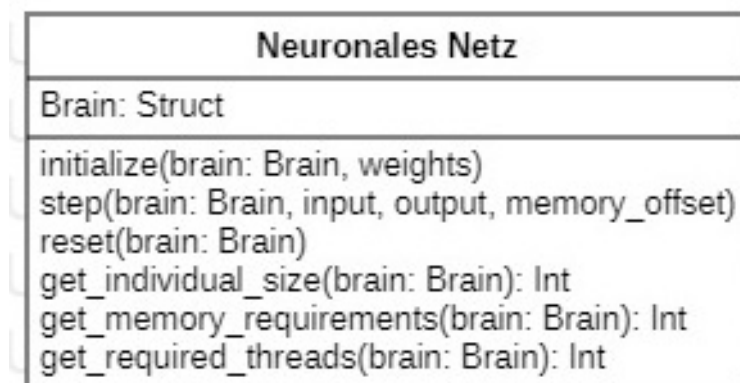 Neuronales Netz
Brain: Struct
initialize(brain: Brain, weights)
step(brain: Brain, input, output, memory_offset)
reset(brain: Brain)
get_individual_size(brain: Brain): Int
get_memory_requirements(brain: Brain): Int
get_required_threads(brain: Brain): Int